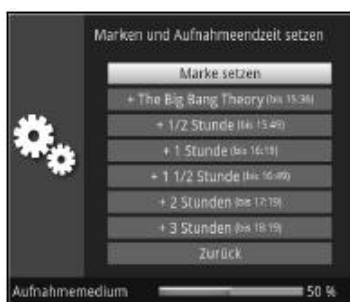 Marken und Aufnahmeendzeit setzen
Marke setzen
+ The Big Bang Theory (bis 15:36)
+ 1/2 Stunde (bis 15:49)
+ 1 Stunde (bis 16:19)
+ 1 1/2 Stunde (bis 16:49)
+ 2 Stunden (bis 17:19)
+ 3 Stunden (bis 18:19)
Zurück
Aufnahmemedium 50 %